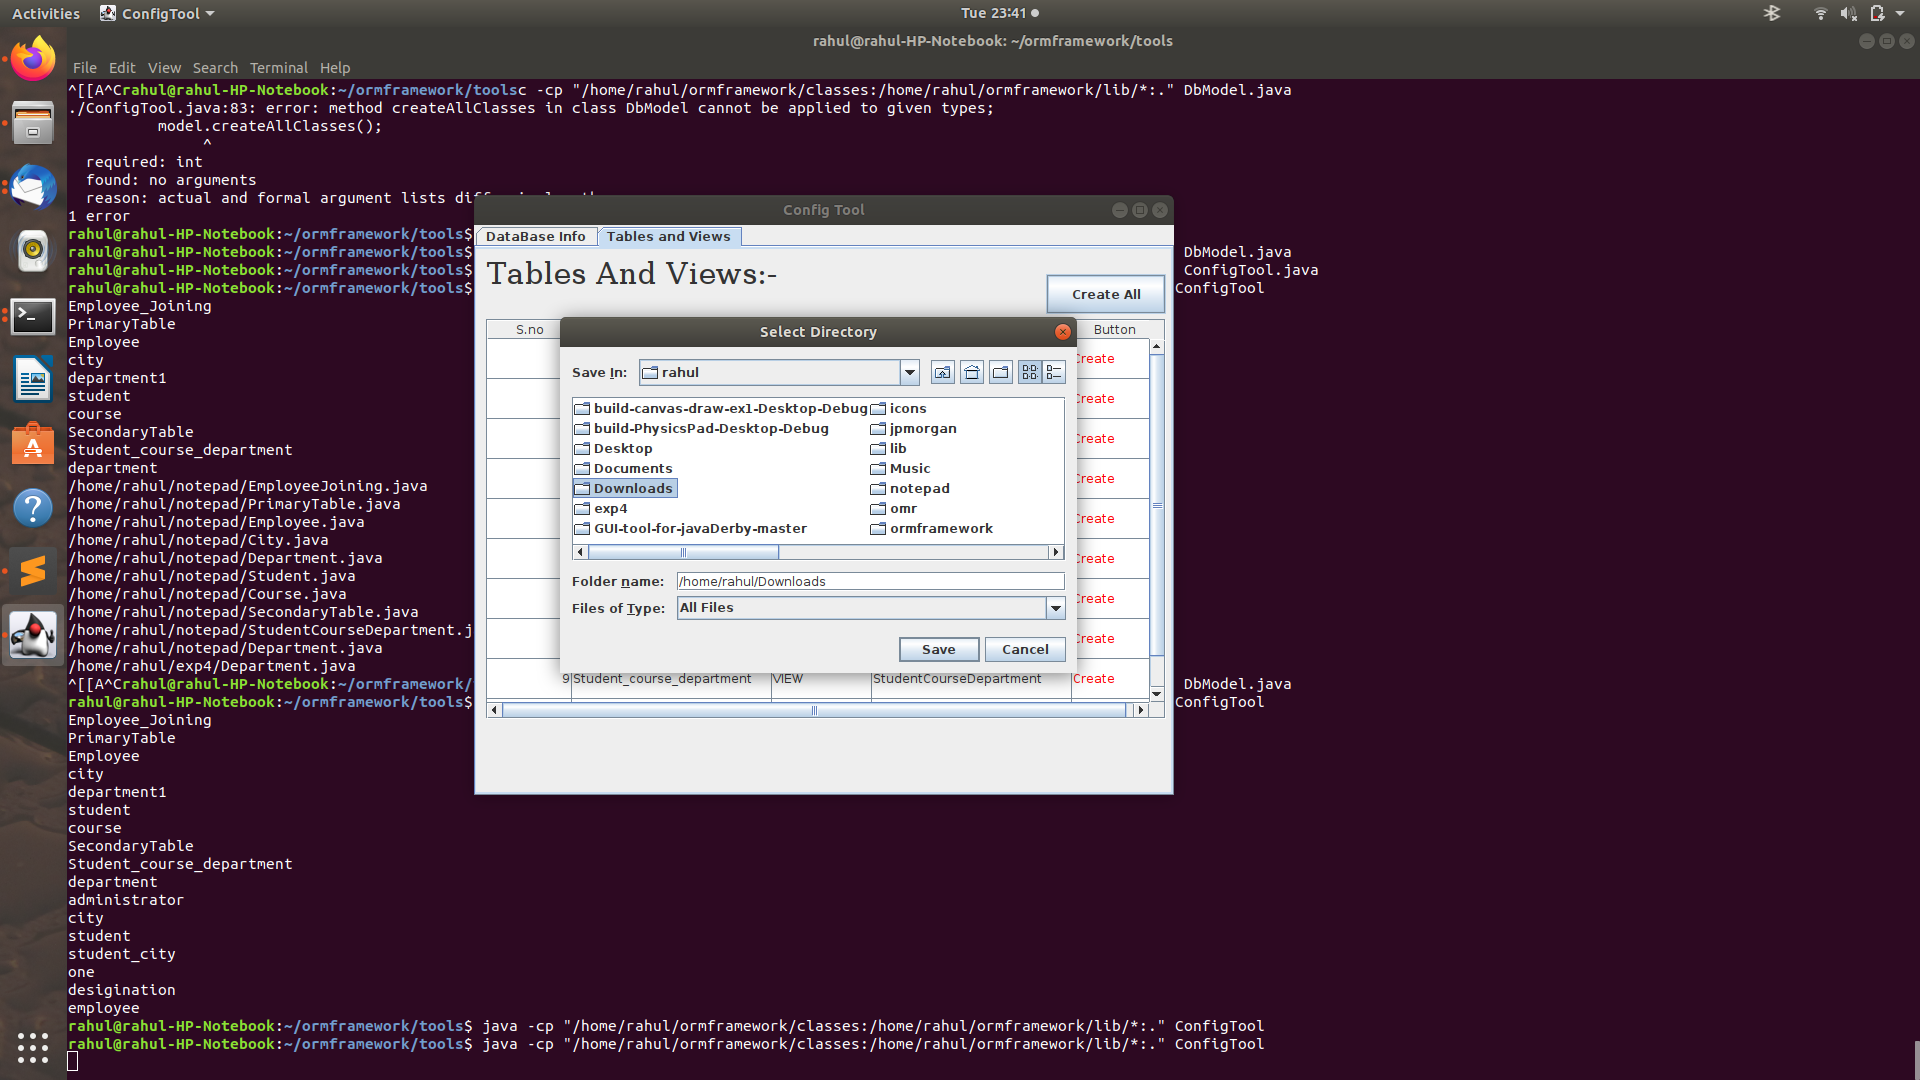 Activities ConfigTool Tue 23:41
rahul@rahul-HP-Notebook: ~/ormframework/tools
File Edit View Search Terminal Help
^[[A^Crahul@rahul-HP-Notebook:~/ormframework/toolsc -cp "/home/rahul/ormframework/classes:/home/rahul/ormframework/lib/*:." DbModel.java
./ConfigTool.java:83: error: method createAllClasses in class DbModel cannot be applied to given types;
model.createAllClasses();
^
required: int
found: no arguments
reason: actual and formal argument lists
1 error
rahul@rahul-HP-Notebook:~/ormframework/tools$
rahul@rahul-HP-Notebook:~/ormframework/tools$ DbModel.java
rahul@rahul-HP-Notebook:~/ormframework/tools$ ConfigTool.java
rahul@rahul-HP-Notebook:~/ormframework/tools$ ConfigTool
Employee_Joining
PrimaryTable
Employee
city
department1
student
course
SecondaryTable
Student_course_department
department
/home/rahul/notepad/EmployeeJoining.java
/home/rahul/notepad/PrimaryTable.java
/home/rahul/notepad/Employee.java
/home/rahul/notepad/City.java
/home/rahul/notepad/Department.java
/home/rahul/notepad/Student.java
/home/rahul/notepad/Course.java
/home/rahul/notepad/SecondaryTable.java
/home/rahul/notepad/StudentCourseDepartment.j
/home/rahul/notepad/Department.java
/home/rahul/exp4/Department.java
^[[A^Crahul@rahul-HP-Notebook:~/ormframework/ DbModel.java
rahul@rahul-HP-Notebook:~/ormframework/tools$ ConfigTool
Employee_Joining
PrimaryTable
Employee
city
department1
student
course
SecondaryTable
Student_course_department
department
administrator
city
student
student_city
one
desigination
employee
rahul@rahul-HP-Notebook:~/ormframework/tools$ java -cp "/home/rahul/ormframework/classes:/home/rahul/ormframework/lib/*:." ConfigTool
rahul@rahul-HP-Notebook:~/ormframework/tools$ java -cp "/home/rahul/ormframework/classes:/home/rahul/ormframework/lib/*:." ConfigTool
Config Tool
DataBase Info Tables and Views
Tables And Views:-
Create All
S.no Button
Create
Create
Create
Create
Create
Create
Create
Create
9 Student_course_department VIEW StudentCourseDepartment Create
Select Directory
Save In: rahul
build-canvas-draw-ex1-Desktop-Debug icons
build-PhysicsPad-Desktop-Debug jpmorgan
Desktop lib
Documents Music
Downloads notepad
exp4 omr
GUI-tool-for-javaDerby-master ormframework
Folder name: /home/rahul/Downloads
Files of Type: All Files
Save Cancel